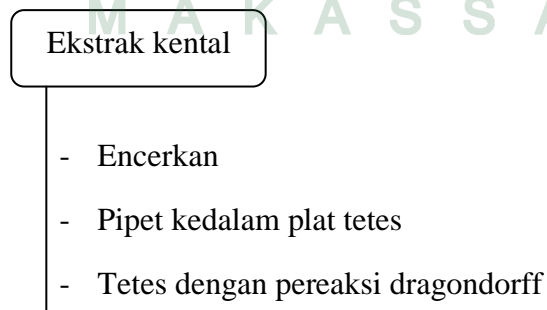 M A K A S S A
Ekstrak kental
- Encerkan
- Pipet kedalam plat tetes
- Tetes dengan pereaksi dragondorff